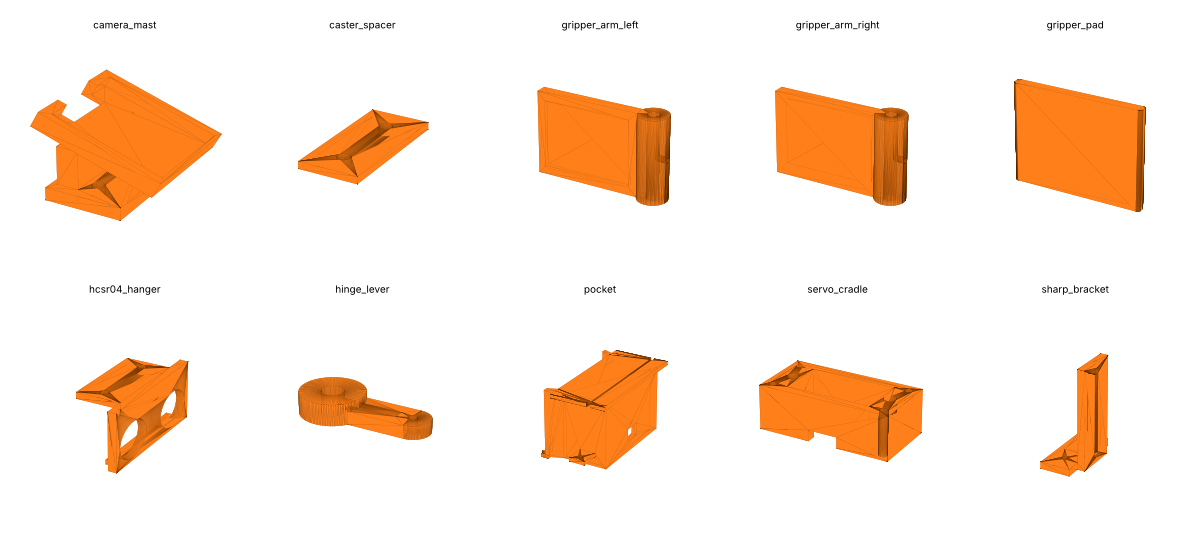 camera_mast
caster_spacer
gripper_arm_left
gripper_arm_right
gripper_pad
hcsr04_hanger
hinge_lever
pocket
servo_cradle
sharp_bracket